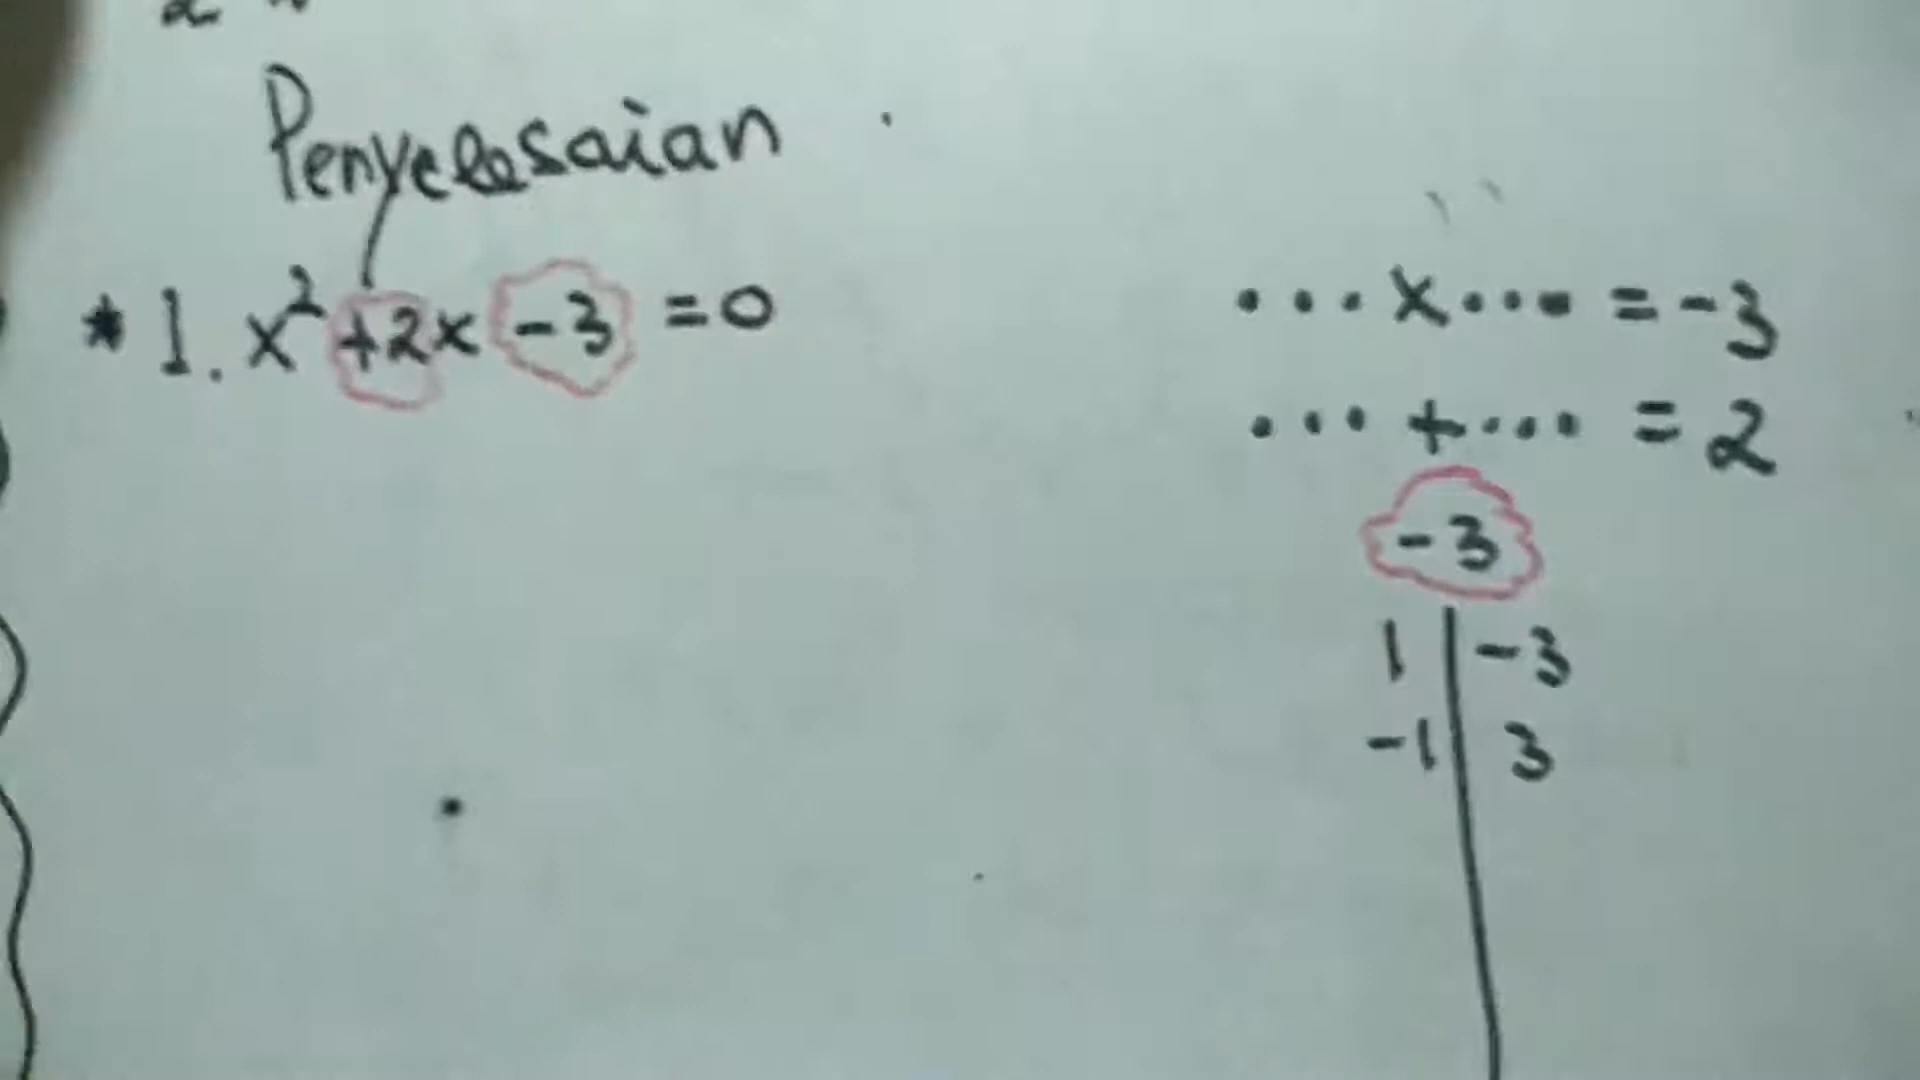 Penyelesaian
* 1. x² +2x -3 = 0
... x ... = -3
... + ... = 2
-3
1 | -3
-1 | 3